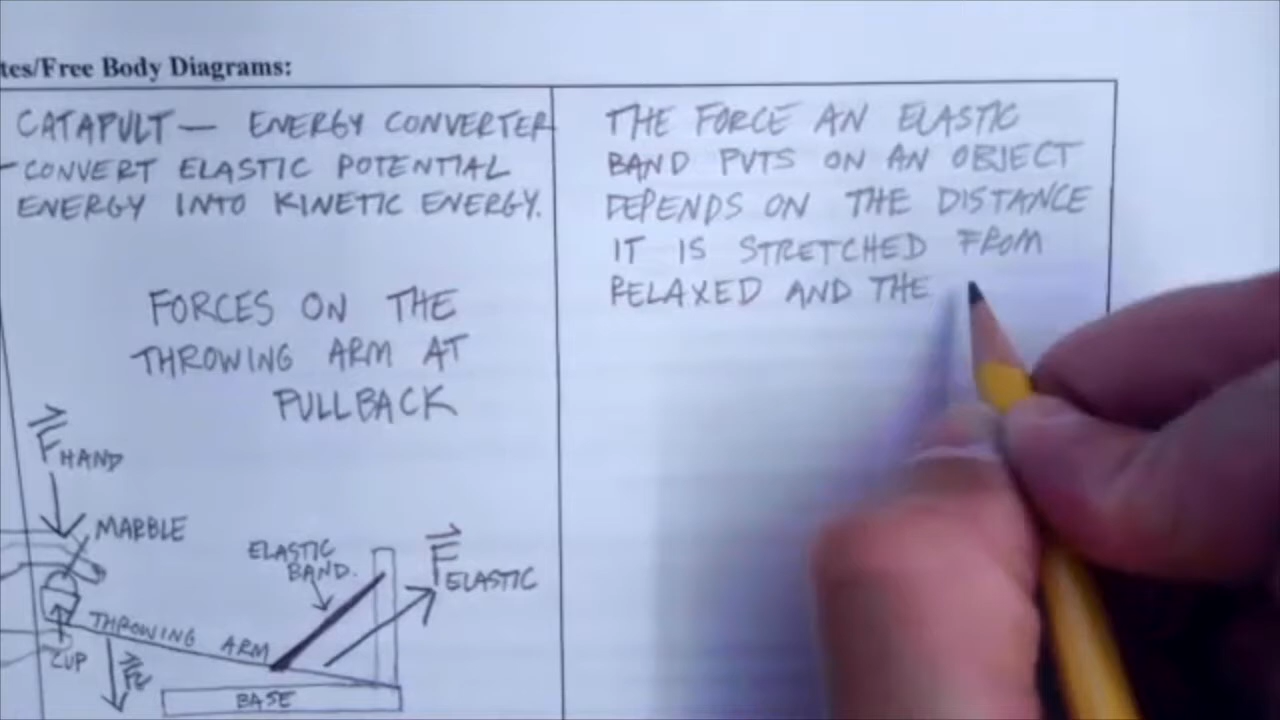 tes/Free Body Diagrams:
CATAPULT — ENERGY CONVERTER
- CONVERT ELASTIC POTENTIAL
ENERGY INTO KINETIC ENERGY.
FORCES ON THE
THROWING ARM AT
PULLBACK
F HAND
MARBLE
ELASTIC
BAND.
F ELASTIC
THROWING ARM
CUP
BASE
THE FORCE AN ELASTIC
BAND PUTS ON AN OBJECT
DEPENDS ON THE DISTANCE
IT IS STRETCHED FROM
RELAXED AND THE